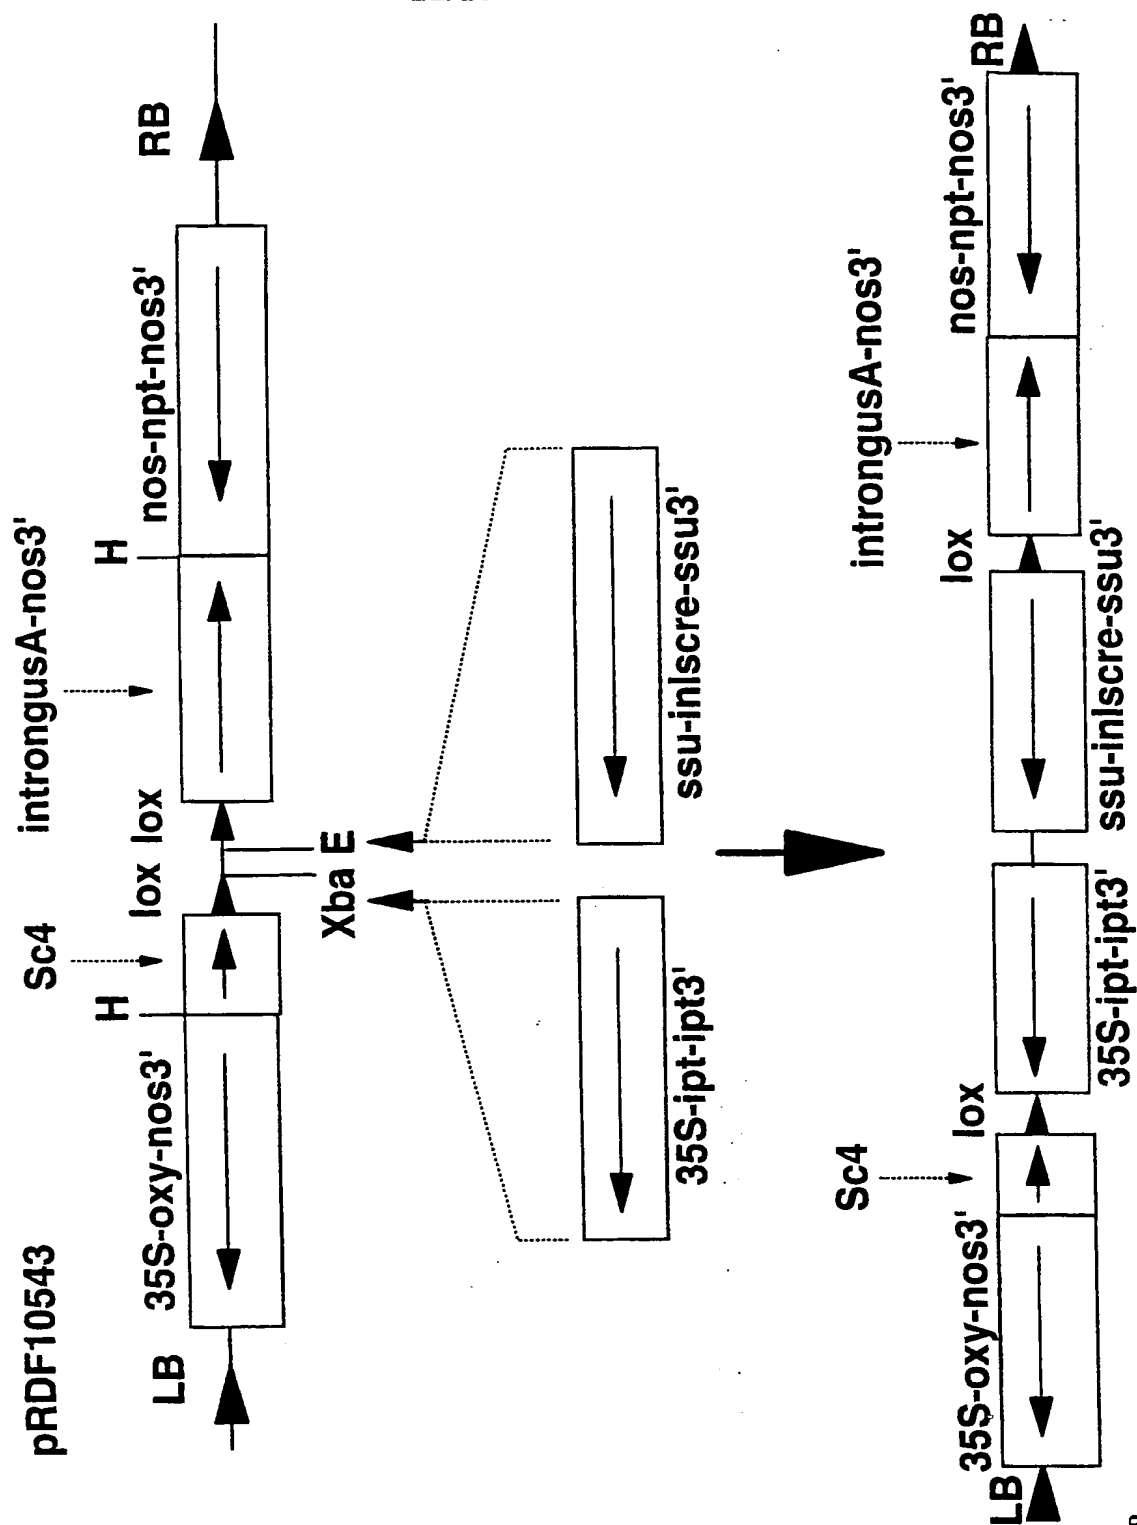 pRDF10543
LB
35S-oxy-nos3'
H
Sc4
lox
lox
introngusA-nos3'
H
nos-npt-nos3'
RB
Xba
E
35S-ipt-ipt3'
ssu-inlscre-ssu3'
LB
35S-oxy-nos3'
Sc4
lox
35S-ipt-ipt3'
ssu-inlscre-ssu3'
lox
introngusA-nos3'
nos-npt-nos3'
RB